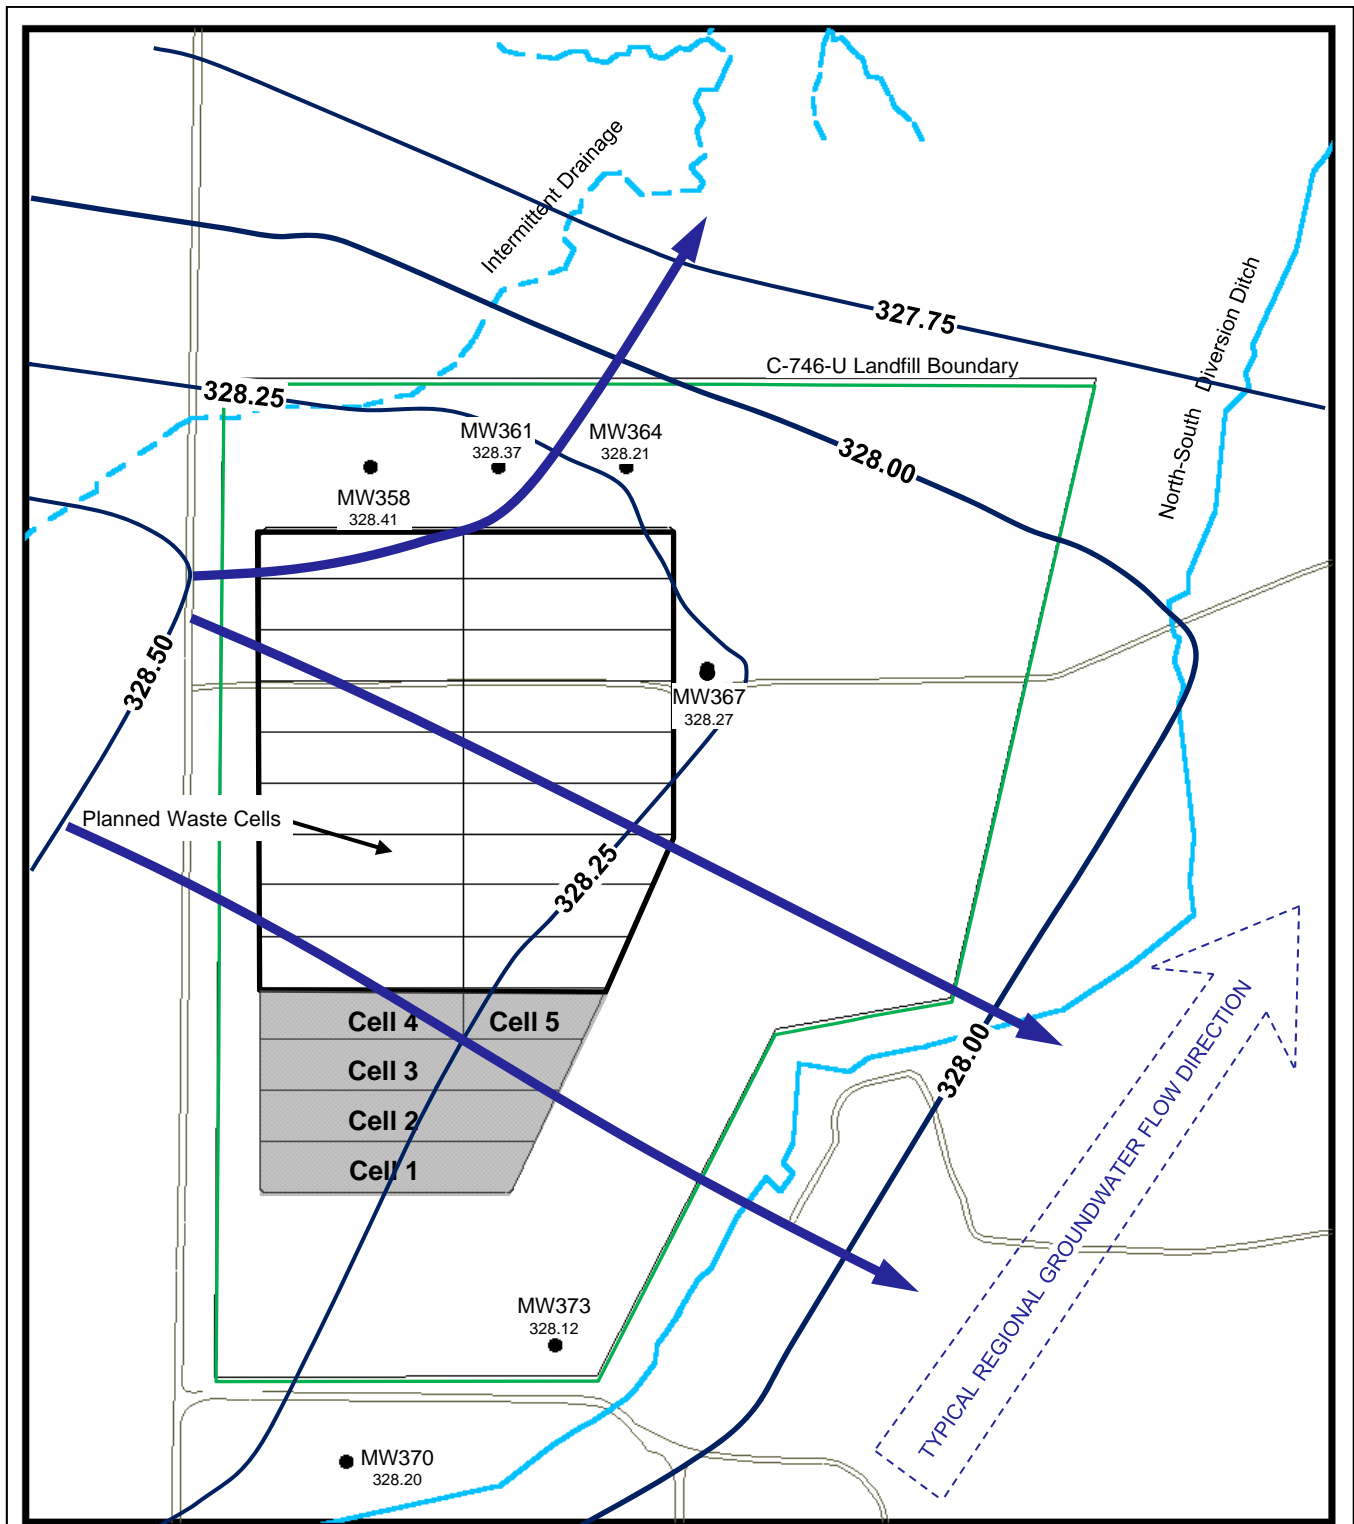 Intermittent Drainage
327.75
North-South Diversion Ditch
C-746-U Landfill Boundary
328.25
MW361
328.37
MW364
328.21
328.00
MW358
328.41
328.50
MW367
328.27
Planned Waste Cells
328.25
Cell 4
Cell 5
Cell 3
Cell 2
Cell 1
328.00
TYPICAL REGIONAL GROUNDWATER FLOW DIRECTION
MW373
328.12
MW370
328.20